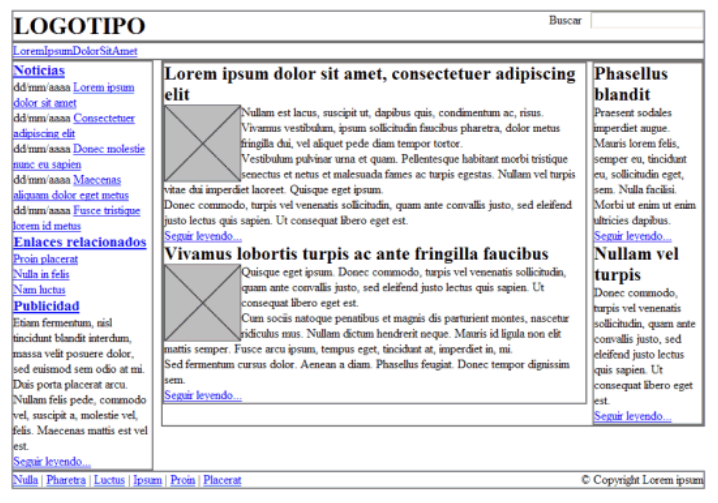 LOGOTIPO
Buscar
LoremIpsumDolorSitAmet
Noticias
dd/mm/aaaa Lorem ipsum
dolor sit amet
dd/mm/aaaa Consectetuer
adipiscing elit
dd/mm/aaaa Donec molestie
nunc eu sapien
dd/mm/aaaa Maecenas
aliquam dolor eget metus
dd/mm/aaaa Fusce tristique
lorem id metus
Enlaces relacionados
Proin placerat
Nulla in felis
Nam luctus
Publicidad
Etiam fermentum, nisl
tincidunt blandit interdum,
massa velit posuere dolor,
sed euismod sem odio at mi.
Duis porta placerat arcu.
Nullam felis pede, commodo
vel, suscipit a, molestie vel,
felis. Maecenas mattis est vel
est.
Seguir leyendo...
Lorem ipsum dolor sit amet, consectetuer adipiscing
elit
Nullam est lacus, suscipit ut, dapibus quis, condimentum ac, risus.
Vivamus vestibulum, ipsum sollicitudin faucibus pharetra, dolor metus
fringilla dui, vel aliquet pede diam tempor tortor.
Vestibulum pulvinar urna et quam. Pellentesque habitant morbi tristique
senectus et netus et malesuada fames ac turpis egestas. Nullam vel turpis
vitae dui imperdiet laoreet. Quisque eget ipsum.
Donec commodo, turpis vel venenatis sollicitudin, quam ante convallis justo, sed eleifend
justo lectus quis sapien. Ut consequat libero eget est.
Seguir leyendo...
Vivamus lobortis turpis ac ante fringilla faucibus
Quisque eget ipsum. Donec commodo, turpis vel venenatis sollicitudin,
quam ante convallis justo, sed eleifend justo lectus quis sapien. Ut
consequat libero eget est.
Cum sociis natoque penatibus et magnis dis parturient montes, nascetur
ridiculus mus. Nullam dictum hendrerit neque. Mauris id ligula non elit
mattis semper. Fusce arcu ipsum, tempus eget, tincidunt at, imperdiet in, mi.
Sed fermentum cursus dolor. Aenean a diam. Phasellus feugiat. Donec tempor dignissim
sem.
Seguir leyendo...
Phasellus
blandit
Praesent sodales
imperdiet augue.
Mauris lorem felis,
semper eu, tincidunt
eu, sollicitudin eget,
sem. Nulla facilisi.
Morbi ut enim ut enim
ultricies dapibus.
Seguir leyendo...
Nullam vel
turpis
Donec commodo,
turpis vel venenatis
sollicitudin, quam ante
convallis justo, sed
eleifend justo lectus
quis sapien. Ut
consequat libero eget
est.
Seguir leyendo...
Nulla | Pharetra | Luctus | Ipsum | Proin | Placerat
© Copyright Lorem ipsum